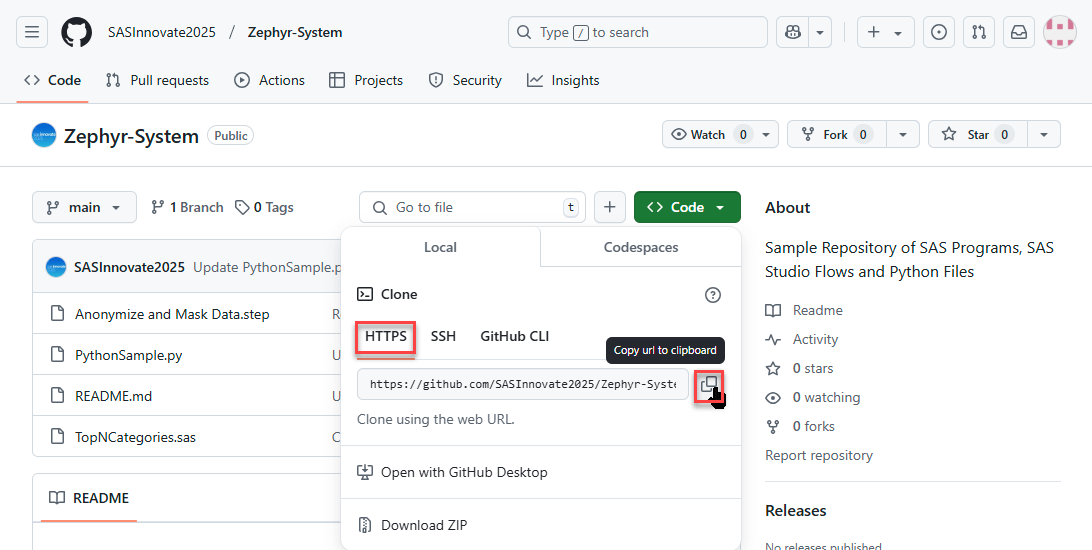 SASInnovate2025 / Zephyr-System
Type / to search
Code
Pull requests
Actions
Projects
Security
Insights
Zephyr-System
Public
Watch 0
Fork 0
Star 0
main
1 Branch
0 Tags
Go to file
t
Code
SASInnovate2025 Update PythonSample.p
Anonymize and Mask Data.step
R
PythonSample.py
U
README.md
U
TopNCategories.sas
C
README
Local
Codespaces
Clone
HTTPS
SSH
GitHub CLI
Copy url to clipboard
https://github.com/SASInnovate2025/Zephyr-Syste
Clone using the web URL.
Open with GitHub Desktop
Download ZIP
About
Sample Repository of SAS Programs, SAS
Studio Flows and Python Files
Readme
Activity
0 stars
0 watching
0 forks
Report repository
Releases
No releases published